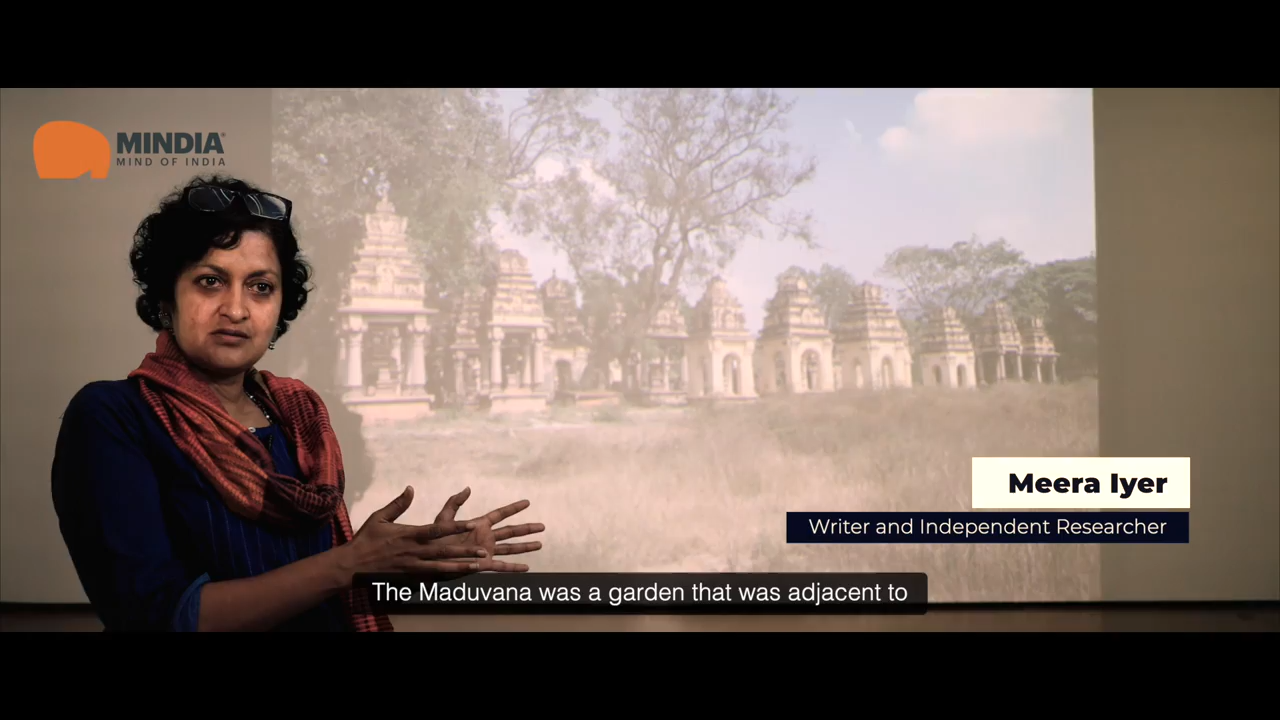 MINDIA®
MIND OF INDIA
Meera Iyer
Writer and Independent Researcher
The Maduvana was a garden that was adjacent to